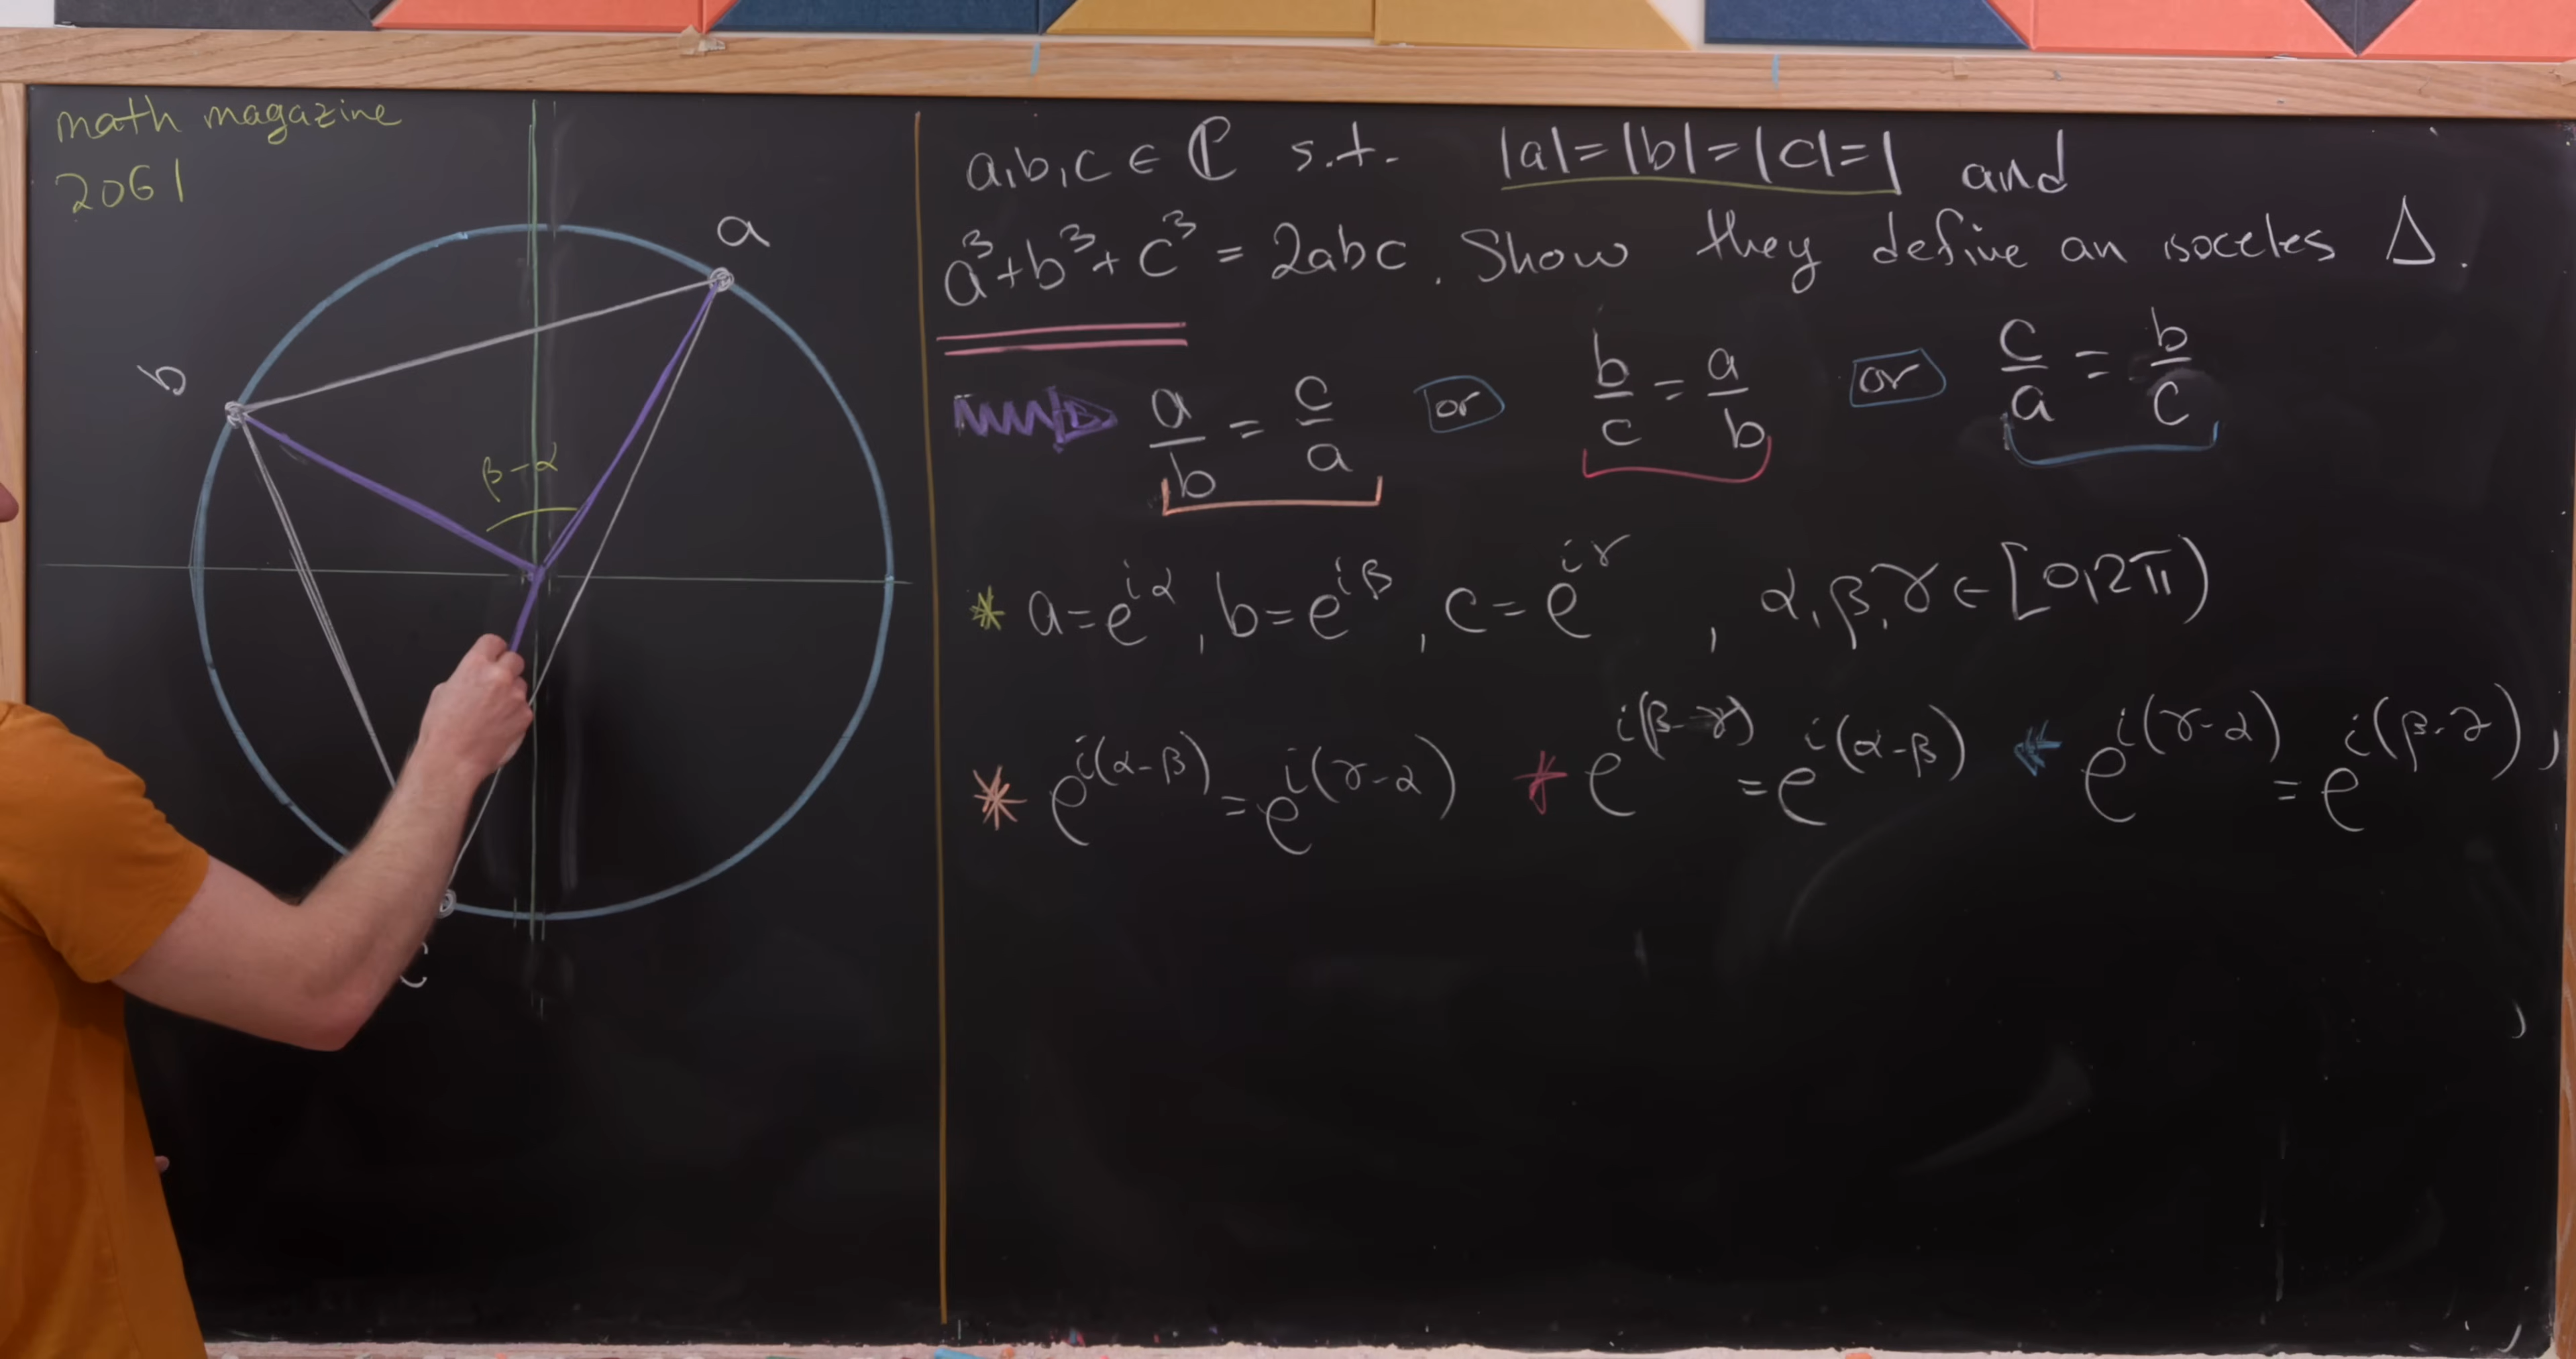 math magazine
2061
a
b
β-α
c
a,b,c ∈ ℂ s.t. |a|=|b|=|c|=1 and
a³+b³+c³ = 2abc. Show they define an isoceles Δ.
a/b = c/a or b/c = a/b or c/a = b/c
* a=e^{iα}, b=e^{iβ}, c=e^{iγ}, α,β,γ ∈ [0,2π)
* e^{i(α-β)} = e^{i(γ-α)} * e^{i(β-γ)} = e^{i(α-β)} * e^{i(γ-α)} = e^{i(β-γ)}